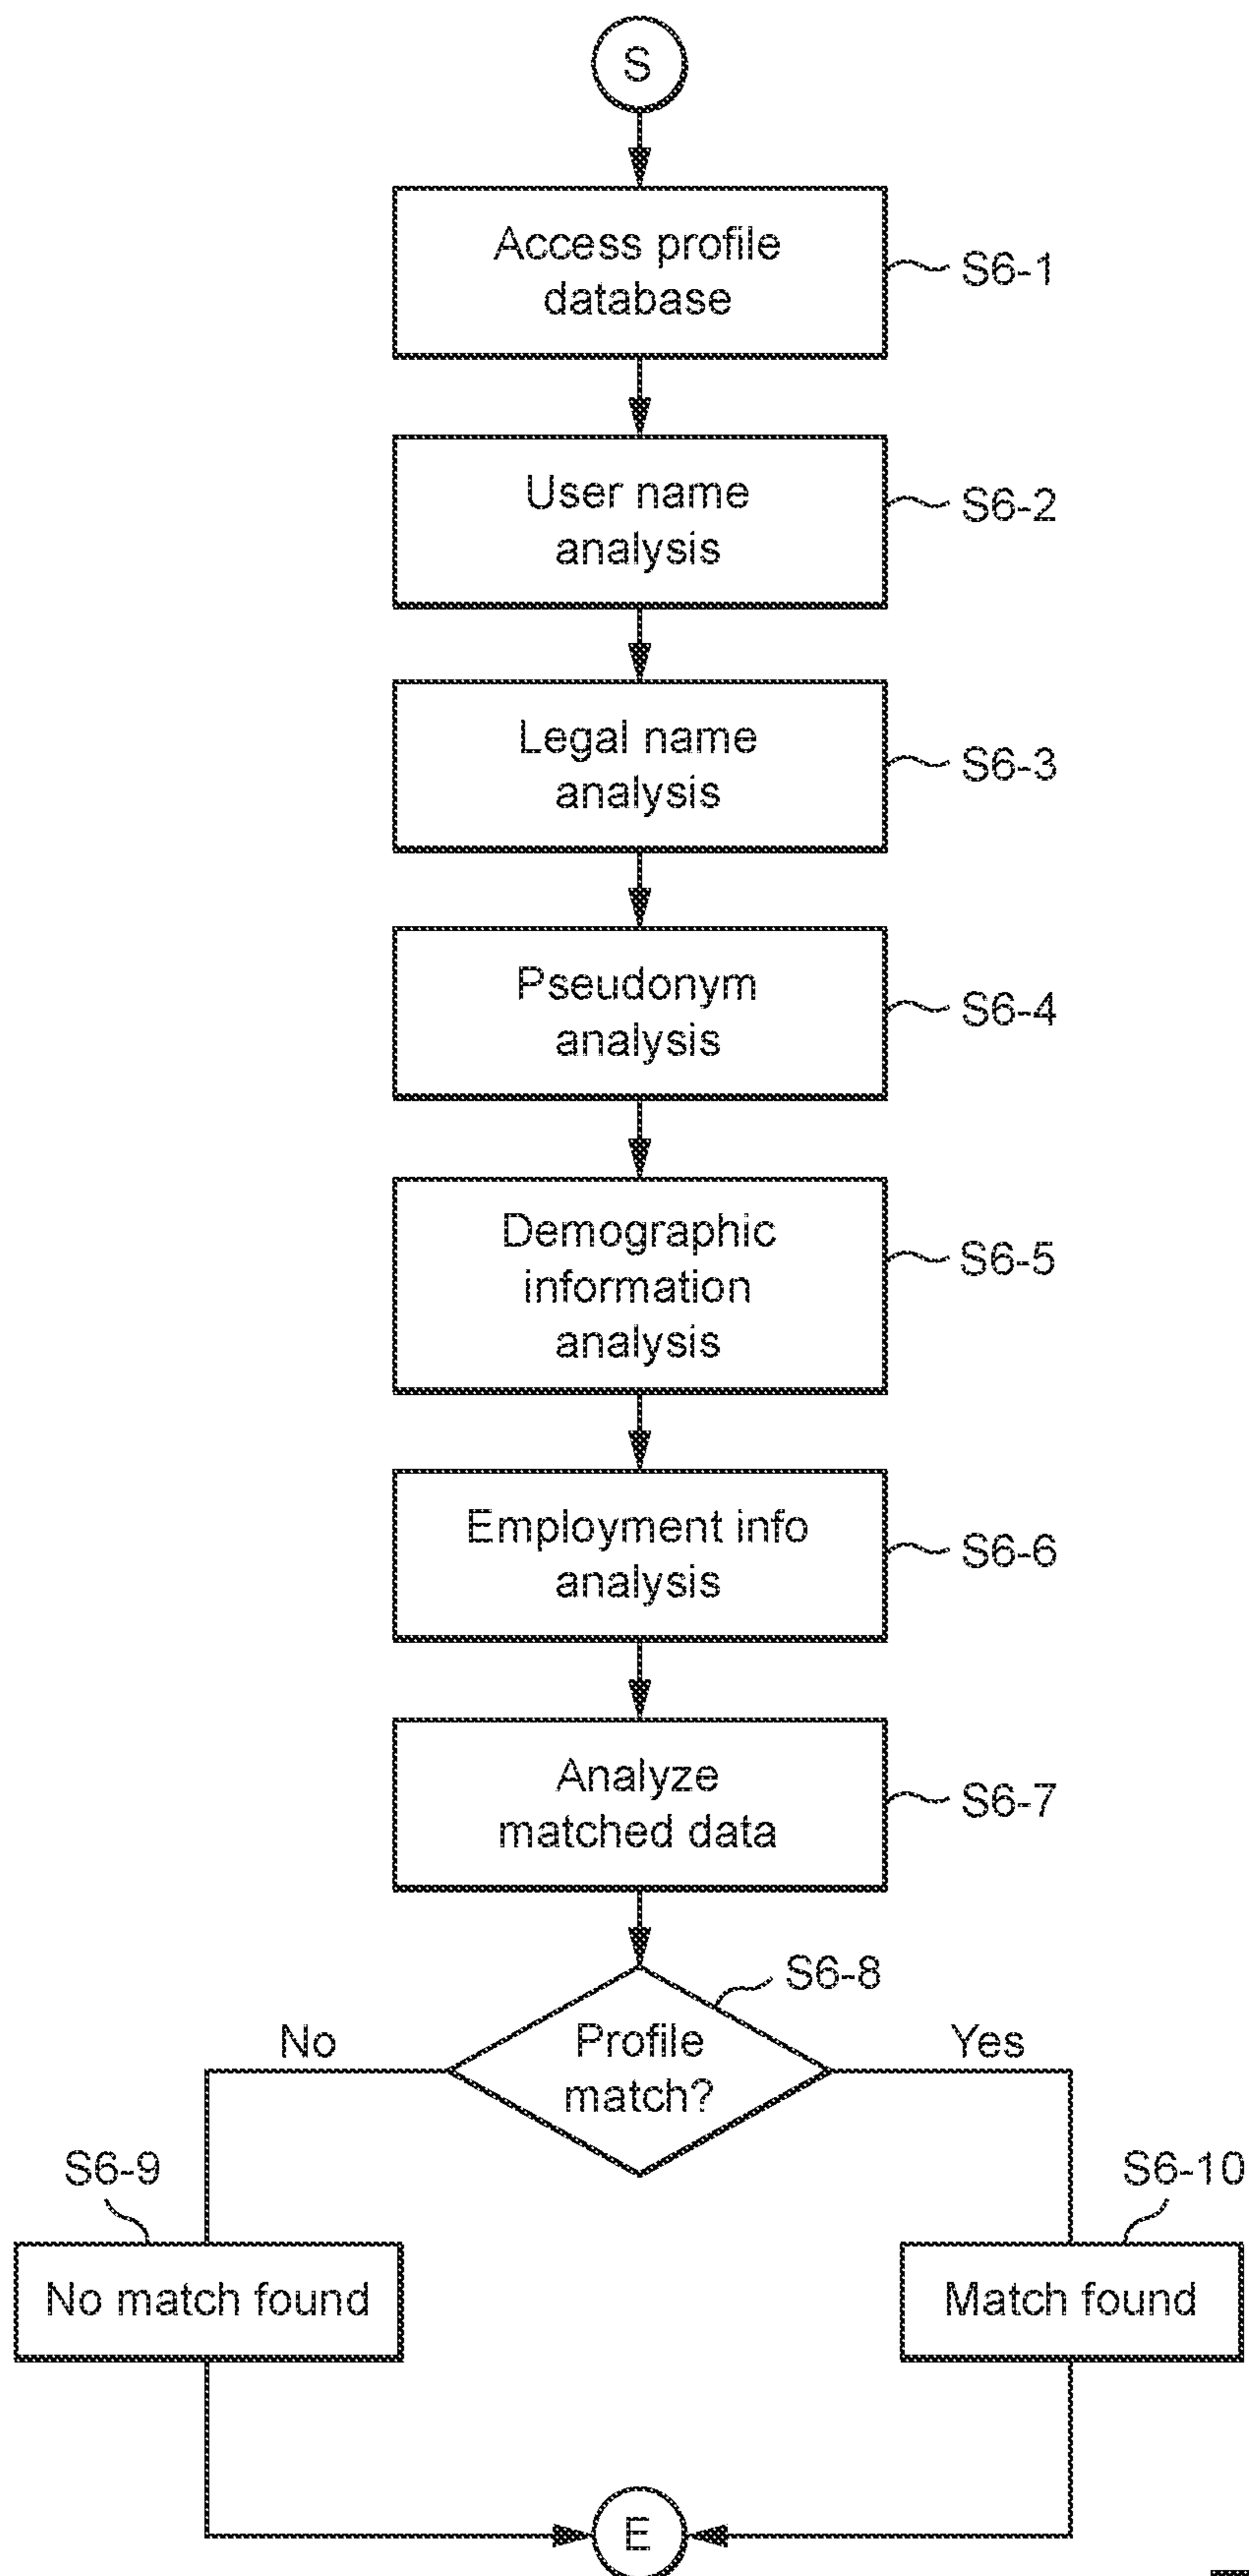 S
Access profile
database
S6-1
User name
analysis
S6-2
Legal name
analysis
S6-3
Pseudonym
analysis
S6-4
Demographic
information
analysis
S6-5
Employment info
analysis
S6-6
Analyze
matched data
S6-7
S6-8
No
Profile
match?
Yes
S6-9
S6-10
No match found
Match found
E